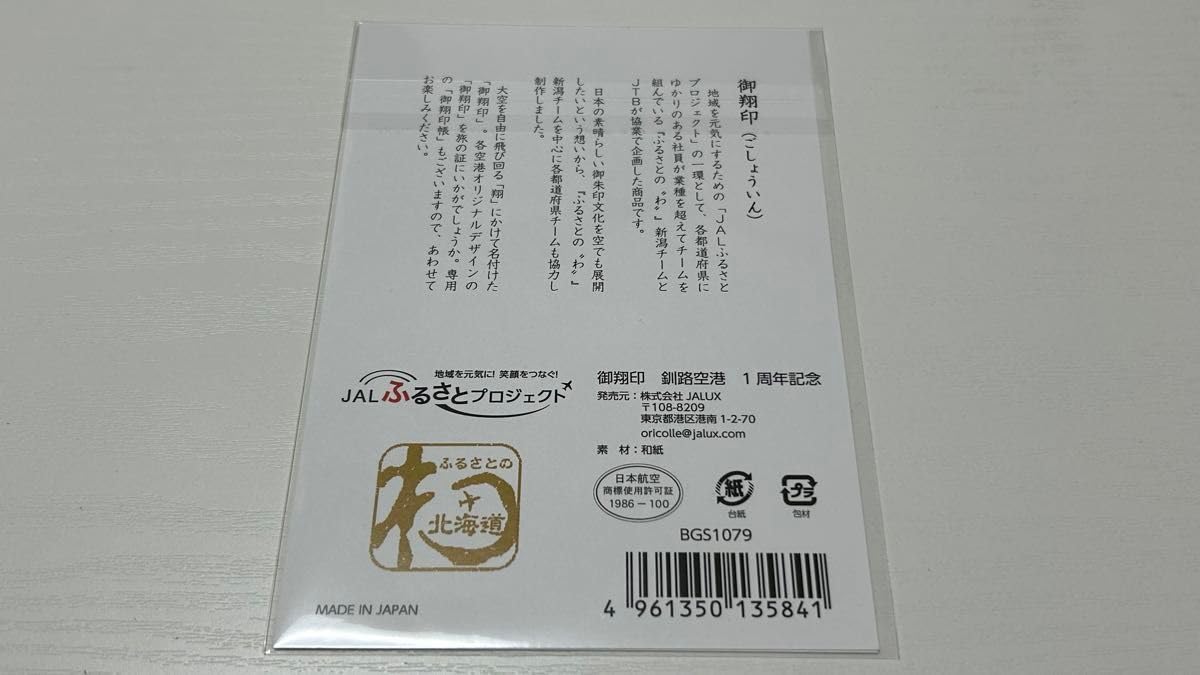 御翔印（ごしょういん）
地域を元気にするための「JALふるさと
プロジェクト」の一環として、各都道府県に
ゆかりのある社員が業種を超えてチームを
組んでいる『ふるさとの〝わ〟』新潟チームと
JTBが協業で企画した商品です。
日本の素晴らしい御朱印文化を空でも展開
したいという想いから、『ふるさとの〝わ〟』
新潟チームを中心に各都道府県チームも協力し
制作しました。
大空を自由に飛び回る「翔」にかけて名付けた
「御翔印」。各空港オリジナルデザインの
「御翔印」を旅の証にいかがでしょうか。専用
の「御翔印帳」もございますので、あわせて
お楽しみください。
地域を元気に! 笑顔をつなぐ!
JALふるさとプロジェクト
ふるさとの
わ
北海道
御翔印 釧路空港 1周年記念
発売元：株式会社 JALUX
〒108-8209
東京都港区港南 1-2-70
oricolle@jalux.com
素 材：和紙
日本航空
商標使用許可証
1986－100
紙
台紙
プラ
包材
BGS1079
4 961350 135841
MADE IN JAPAN